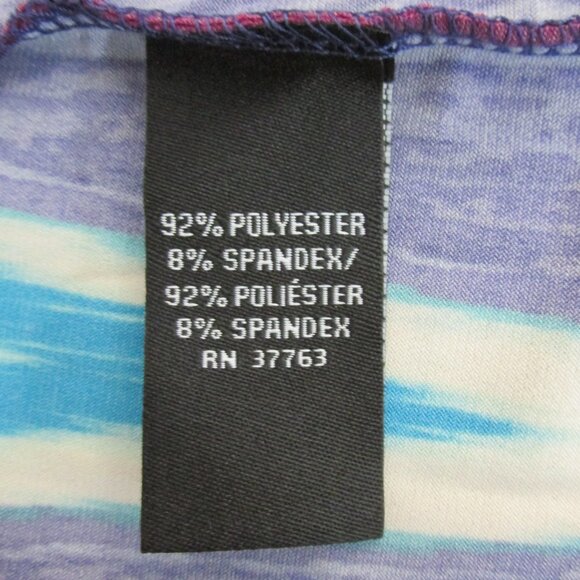 92% POLYESTER
8% SPANDEX/
92% POLIÉSTER
8% SPANDEX
RN 37763